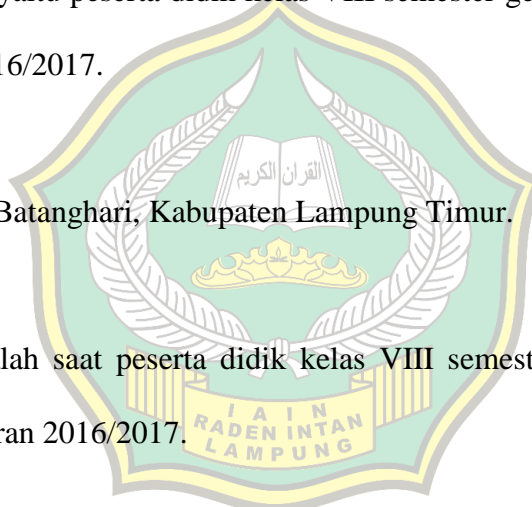 yaitu peserta didik kelas VIII semester
16/2017.
القرآن الكريم
Batanghari, Kabupaten Lampung Timur.
lah saat peserta didik kelas VIII semest
ran 2016/2017.
I A I N
RADEN INTAN
LAMPUNG